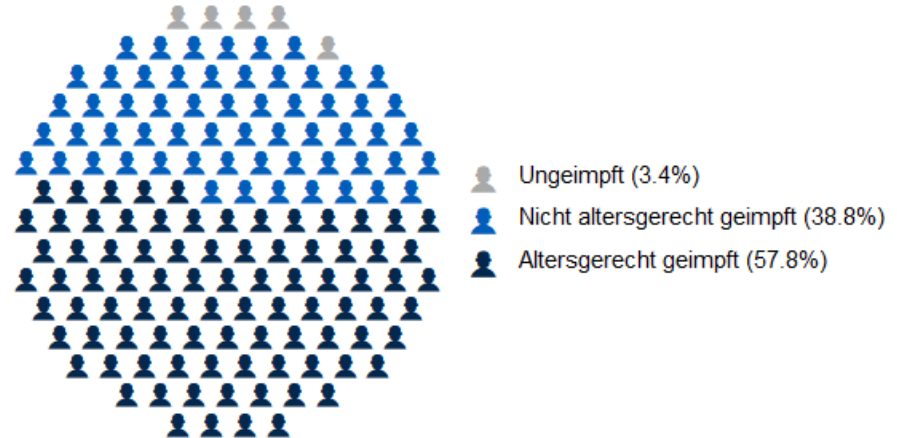 Ungeimpft (3.4%)
Nicht altersgerecht geimpft (38.8%)
Altersgerecht geimpft (57.8%)